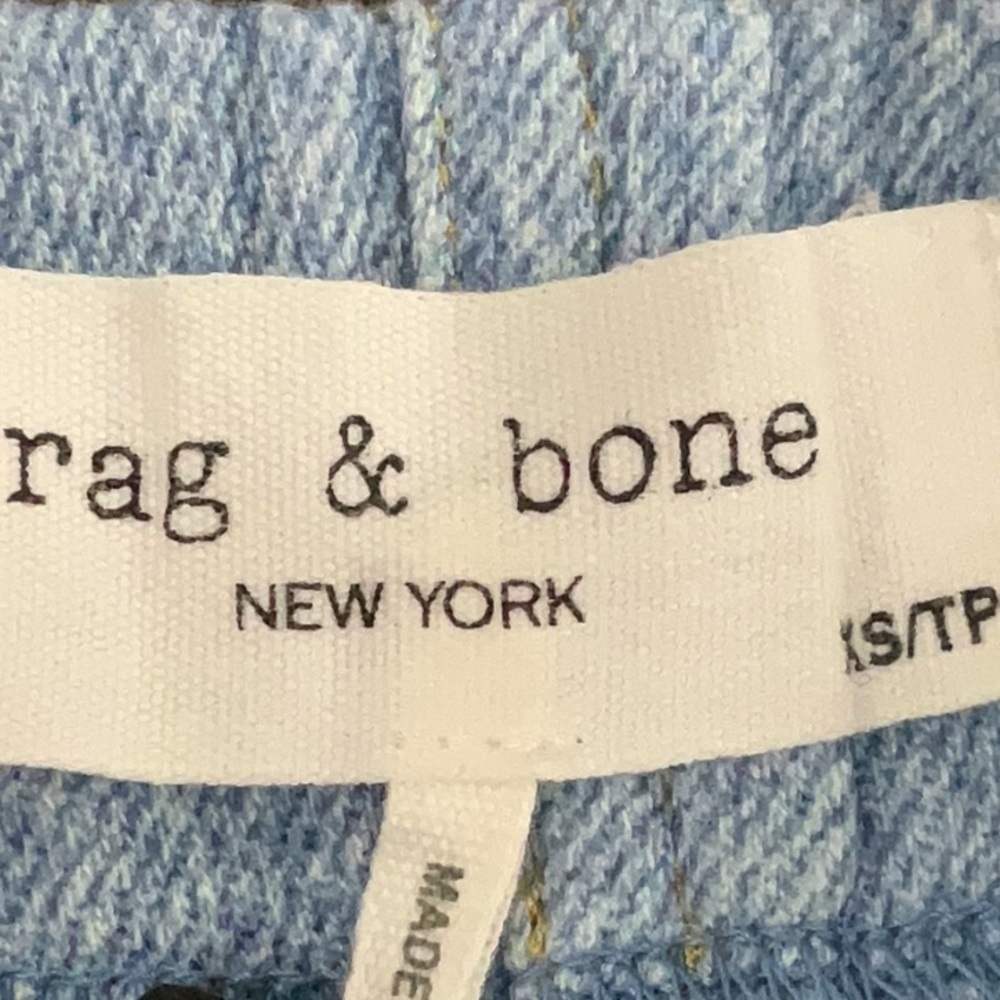 rag & bone
NEW YORK
XS/TP
MADE